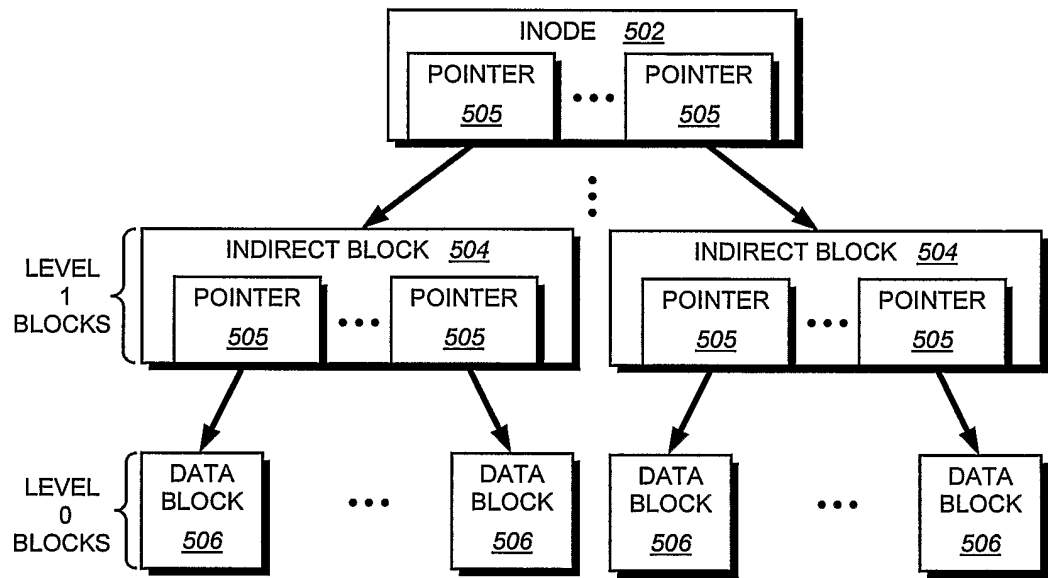 INODE 502
POINTER
505
POINTER
505
LEVEL
1
BLOCKS
INDIRECT BLOCK 504
POINTER
505
POINTER
505
INDIRECT BLOCK 504
POINTER
505
POINTER
505
LEVEL
0
BLOCKS
DATA
BLOCK
506
DATA
BLOCK
506
DATA
BLOCK
506
DATA
BLOCK
506